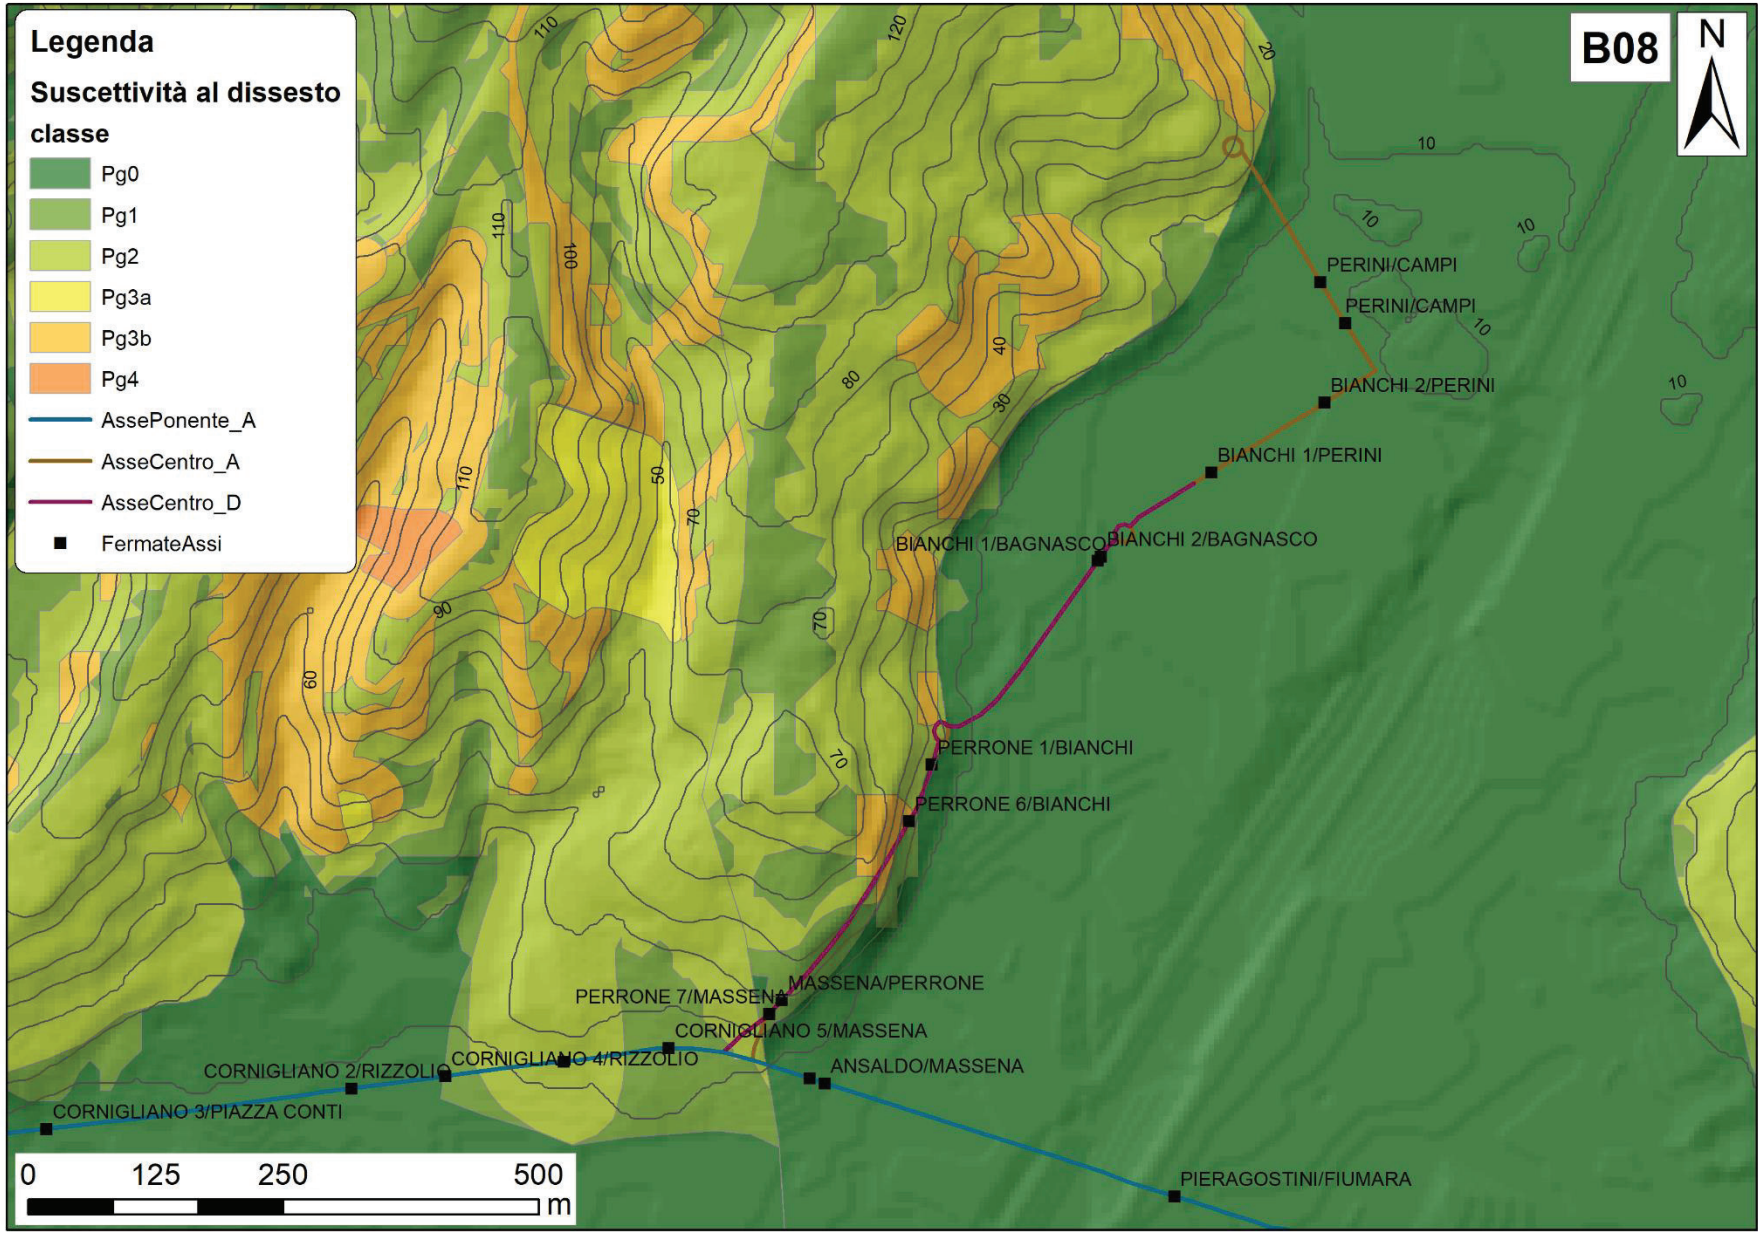 Legenda
Suscettività al dissesto
classe
Pg0
Pg1
Pg2
Pg3a
Pg3b
Pg4
AssePonente_A
AsseCentro_A
AsseCentro_D
FermateAssi
B08
N
110
120
20
10
110
100
10
10
PERINI/CAMPI
PERINI/CAMPI
10
40
80
30
BIANCHI 2/PERINI
10
BIANCHI 1/PERINI
110
50
70
BIANCHI 1/BAGNASCO
BIANCHI 2/BAGNASCO
90
70
60
70
PERRONE 1/BIANCHI
PERRONE 6/BIANCHI
MASSENA/PERRONE
PERRONE 7/MASSENA
CORNIGLIANO 5/MASSENA
CORNIGLIANO 4/RIZZOLIO
CORNIGLIANO 2/RIZZOLIO
ANSALDO/MASSENA
CORNIGLIANO 3/PIAZZA CONTI
PIERAGOSTINI/FIUMARA
0 125 250 500
m